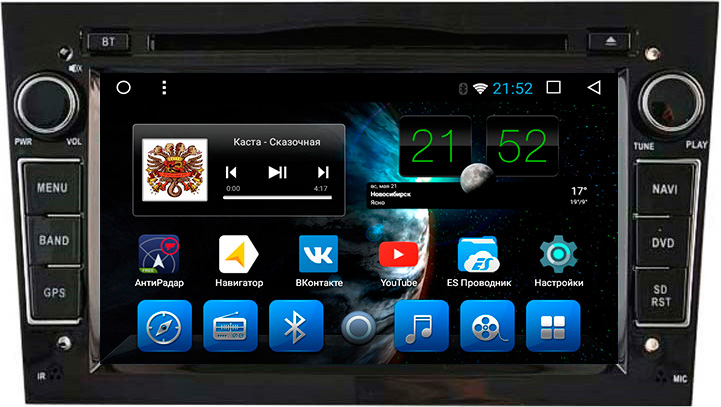 BT
21:52
PWR
VOL
TUNE
PLAY
Каста - Сказочная
0:00
4:17
21
52
вс, мая 21
Новосибирск
Ясно
17°
19°/9°
MENU
BAND
GPS
NAVI
DVD
SD
RST
FREE
ES
АнтиРадар
Навигатор
ВКонтакте
YouTube
ES Проводник
Настройки
IR
MIC